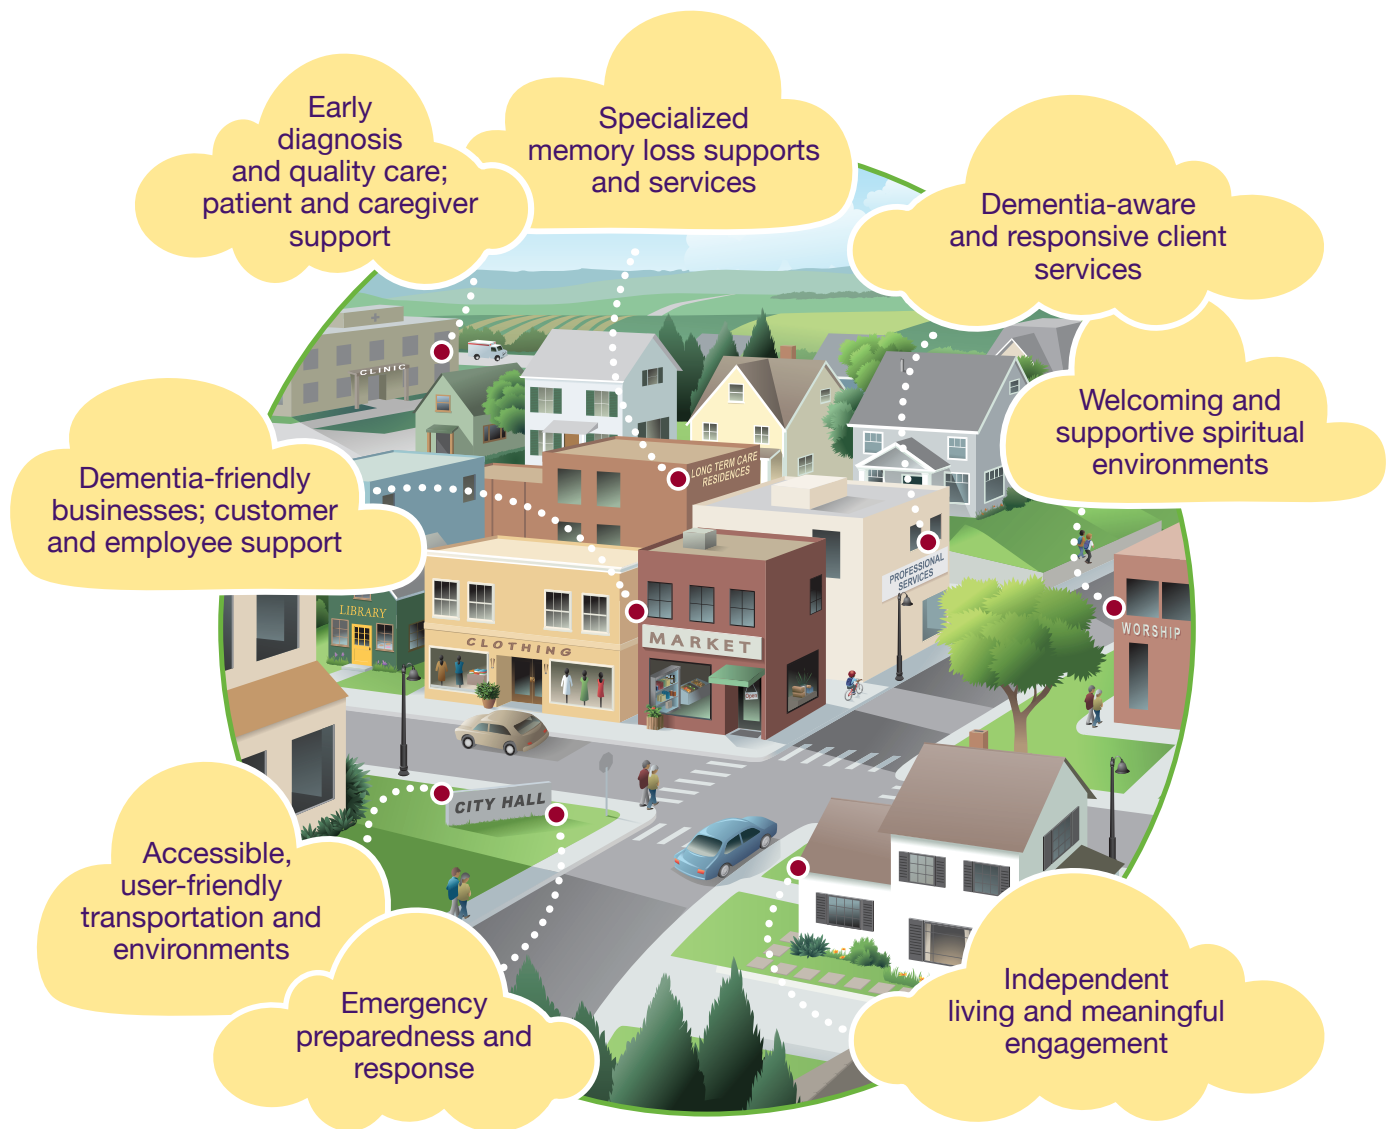 Early
diagnosis
and quality care;
patient and caregiver
support
Specialized
memory loss supports
and services
Dementia-aware
and responsive client
services
Welcoming and
supportive spiritual
environments
Dementia-friendly
businesses; customer
and employee support
Accessible,
user-friendly
transportation and
environments
Emergency
preparedness and
response
Independent
living and meaningful
engagement
CLINIC
LONG TERM CARE
RESIDENCES
PROFESSIONAL
SERVICES
LIBRARY
CLOTHING
MARKET
Open
WORSHIP
CITY HALL